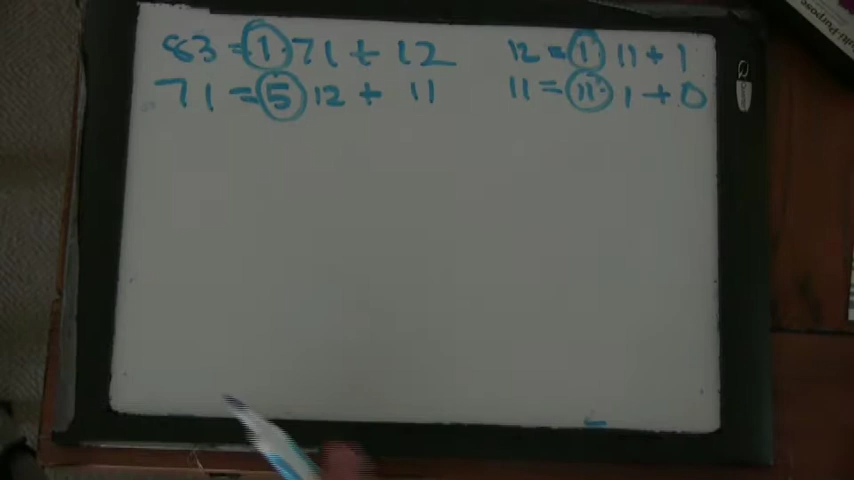 83 = 1·71 + 12
71 = 5·12 + 11
12 = 1·11 + 1
11 = 11·1 + 0